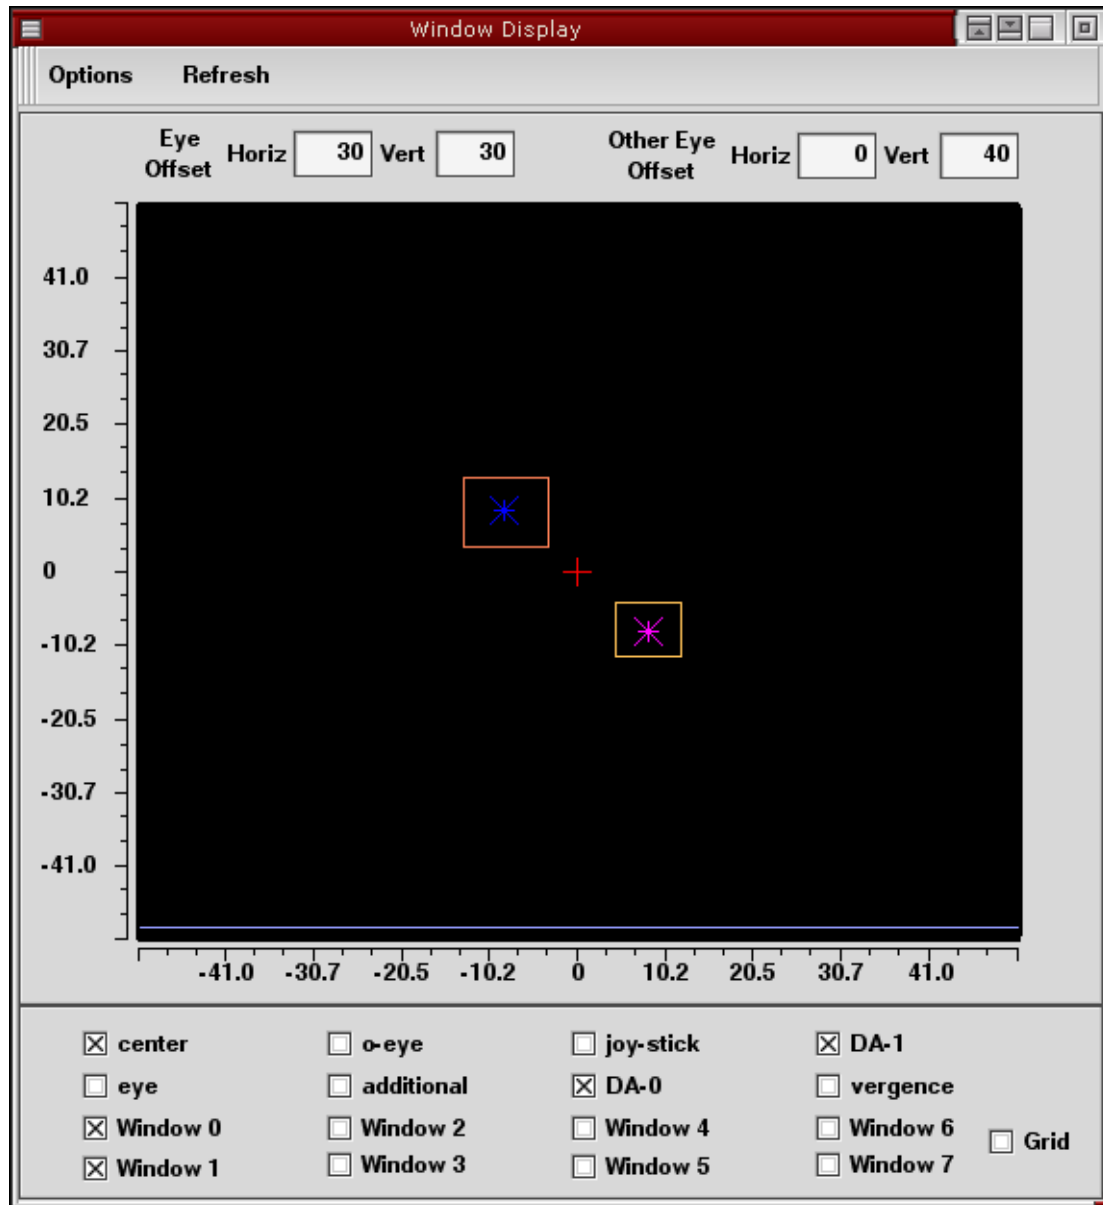 Window Display
Options Refresh
Eye Offset Horiz 30 Vert 30 Other Eye Offset Horiz 0 Vert 40
41.0
30.7
20.5
10.2
0
-10.2
-20.5
-30.7
-41.0
-41.0 -30.7 -20.5 -10.2 0 10.2 20.5 30.7 41.0
center o-eye joy-stick DA-1
eye additional DA-0 vergence
Window 0 Window 2 Window 4 Window 6
Grid
Window 1 Window 3 Window 5 Window 7